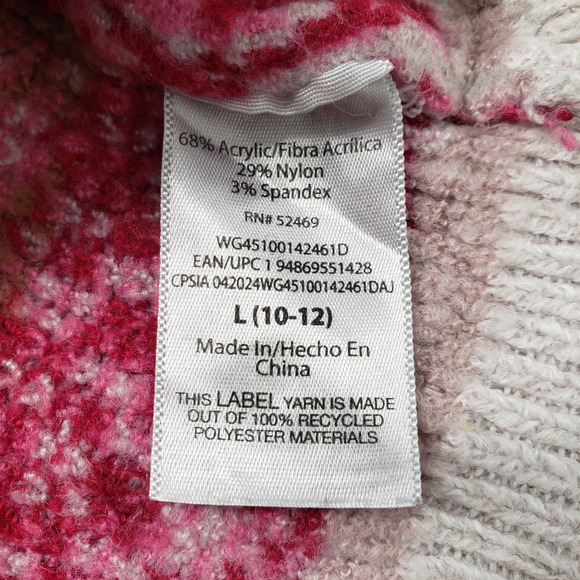 68% Acrylic/Fibra Acrílica
29% Nylon
3% Spandex
RN# 52469
WG45100142461D
EAN/UPC 1 94869551428
CPSIA 042024WG45100142461DAJ
L (10-12)
Made In/Hecho En
China
THIS LABEL YARN IS MADE
OUT OF 100% RECYCLED
POLYESTER MATERIALS